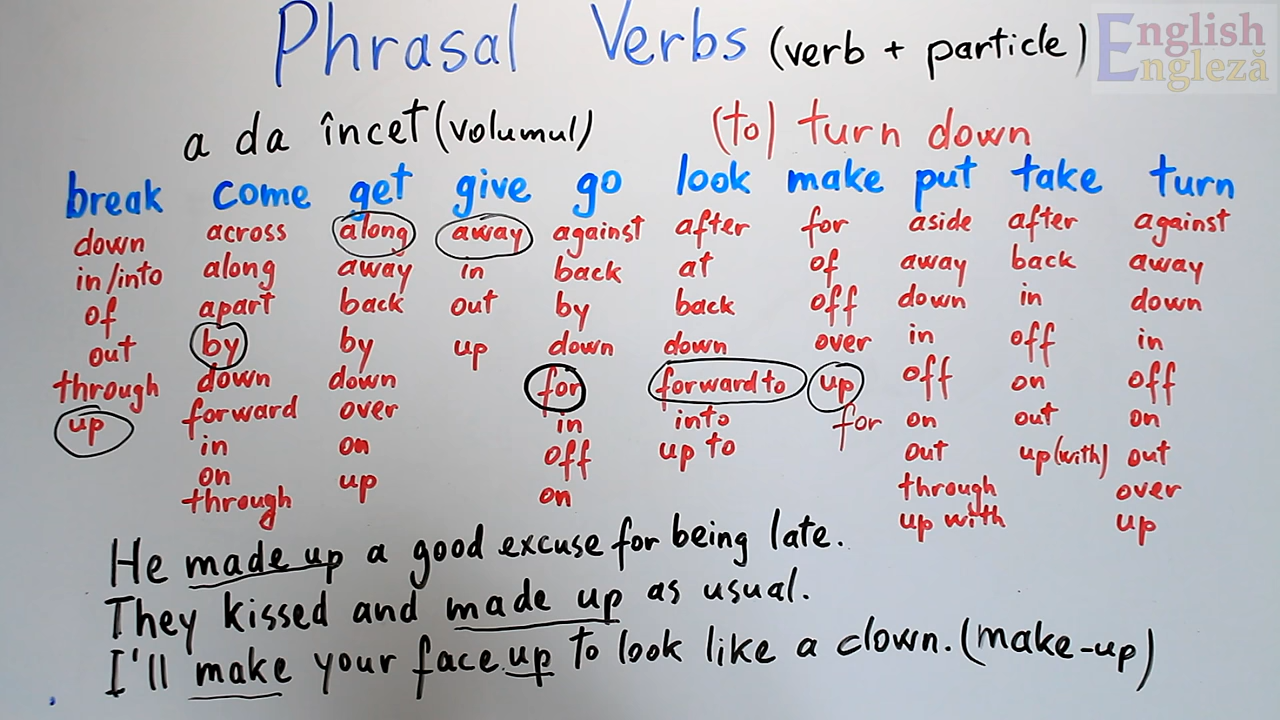 Phrasal Verbs (verb + particle)
English
Engleză
a da încet (volumul) (to) turn down
break come get give go look make put take turn
down across along away against after for aside after against
in/into along away in back at of away back away
of apart back out by back off down in down
out by by up down down over in off in
through down down for forward to up off on off
up forward over in into for on out on
in on off up to out up (with) out
on up on through over
through up with up
He made up a good excuse for being late.
They kissed and made up as usual.
I'll make your face up to look like a clown. (make-up)